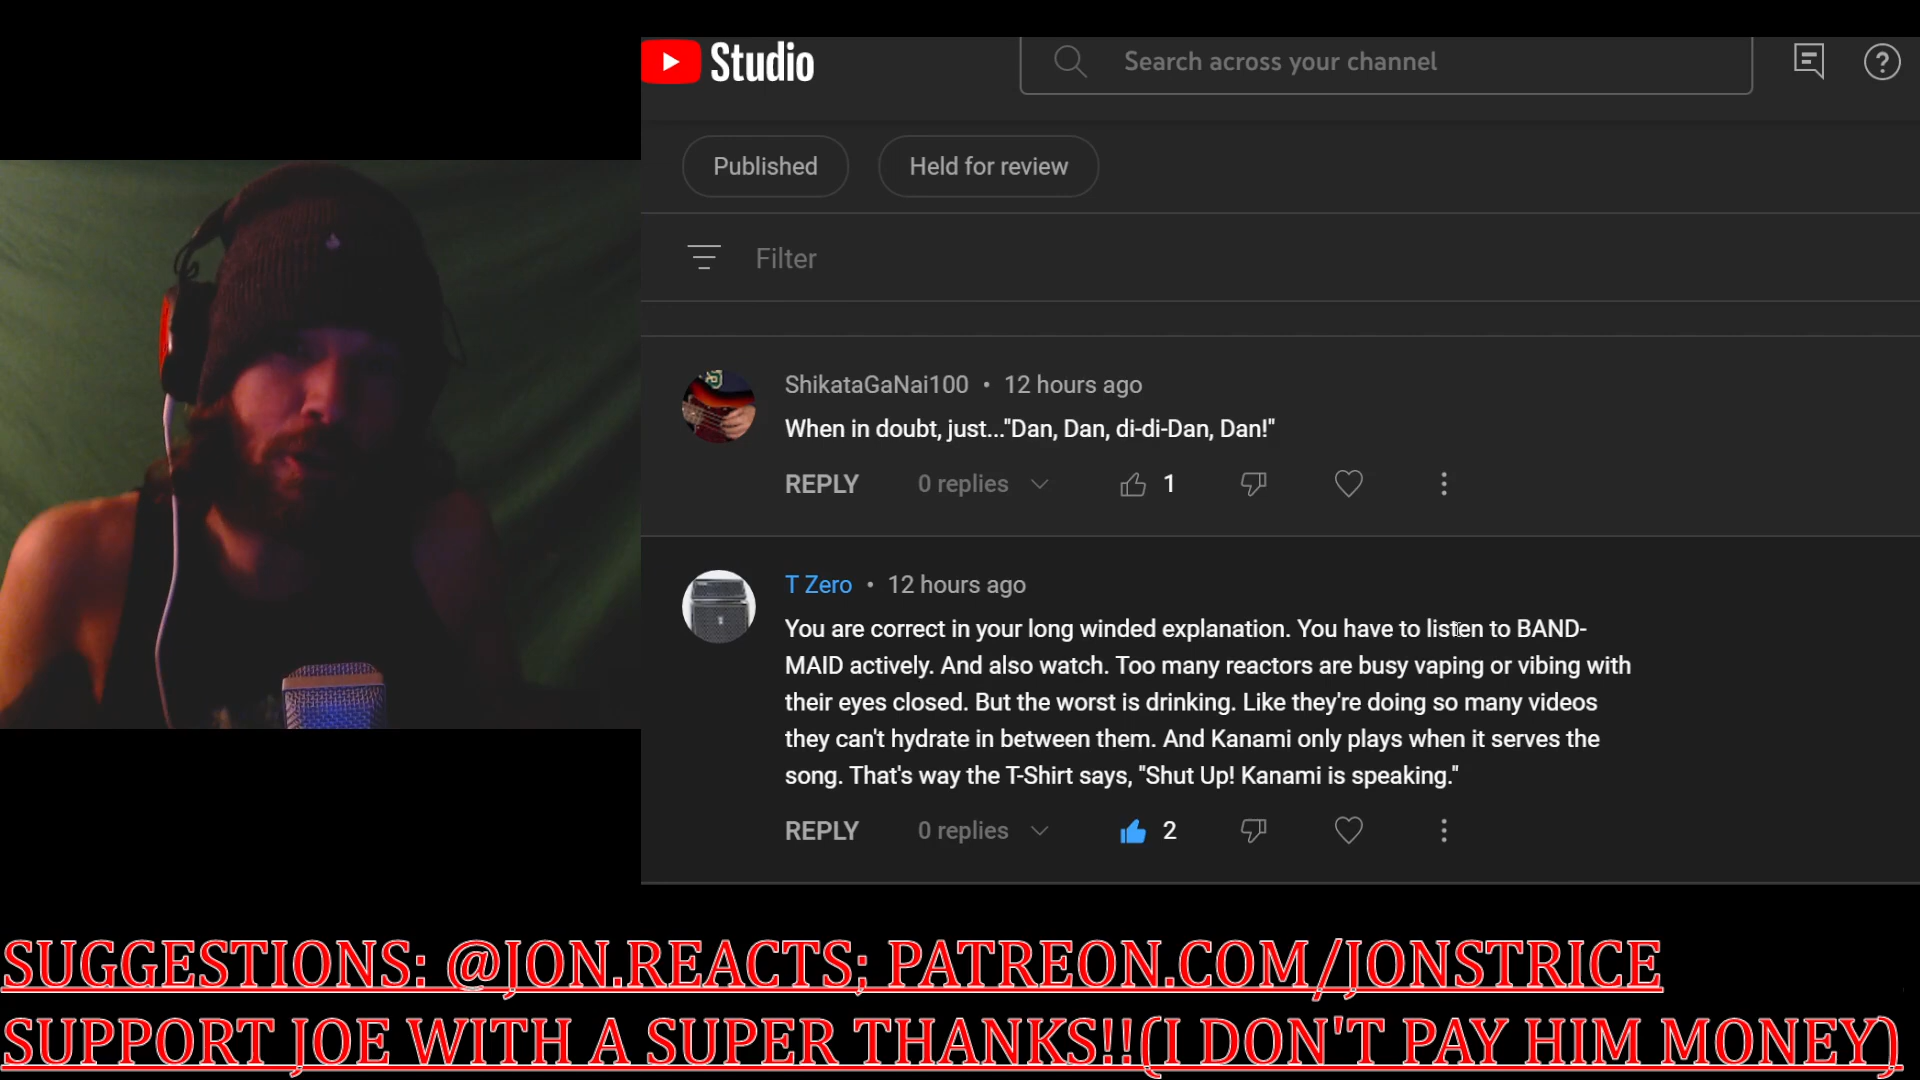 Studio
Search across your channel
Published
Held for review
Filter
ShikataGaNai100 • 12 hours ago
When in doubt, just..."Dan, Dan, di-di-Dan, Dan!"
REPLY 0 replies 1
T Zero • 12 hours ago
You are correct in your long winded explanation. You have to listen to BAND-
MAID actively. And also watch. Too many reactors are busy vaping or vibing with
their eyes closed. But the worst is drinking. Like they're doing so many videos
they can't hydrate in between them. And Kanami only plays when it serves the
song. That's way the T-Shirt says, "Shut Up! Kanami is speaking."
REPLY 0 replies 2
SUGGESTIONS: @JON.REACTS; PATREON.COM/JONSTRICE
SUPPORT JOE WITH A SUPER THANKS!!(I DON'T PAY HIM MONEY)